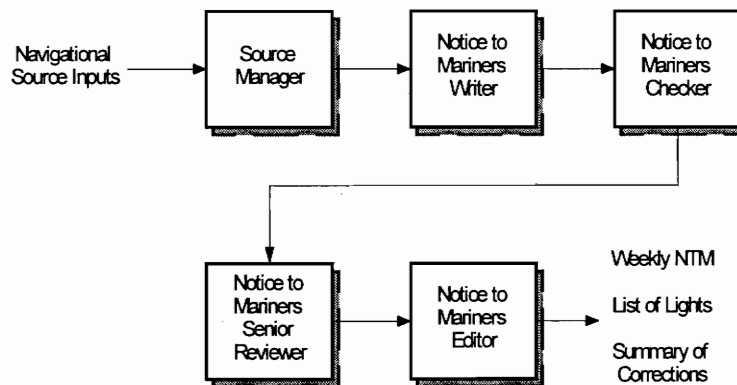 Navigational
Source Inputs
Source
Manager
Notice to
Mariners
Writer
Notice to
Mariners
Checker
Notice to
Mariners
Senior
Reviewer
Notice to
Mariners
Editor
Weekly NTM
List of Lights
Summary of
Corrections